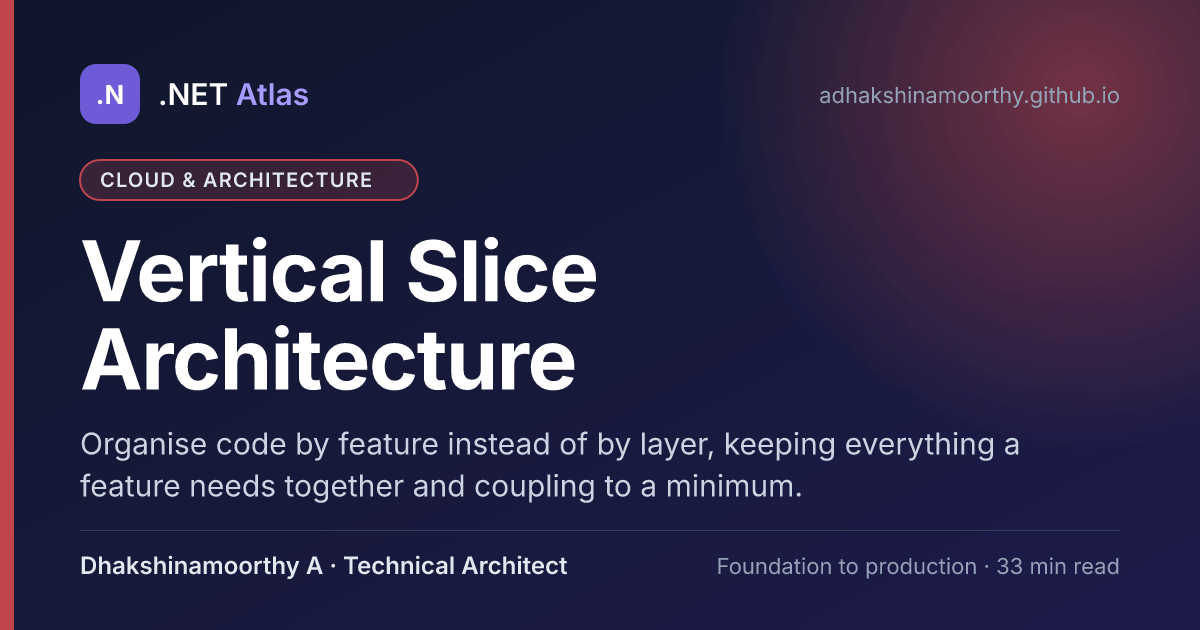 .N
.NET Atlas
adhakshinamoorthy.github.io
CLOUD & ARCHITECTURE
Vertical Slice
Architecture
Organise code by feature instead of by layer, keeping everything a
feature needs together and coupling to a minimum.
Dhakshinamoorthy A · Technical Architect
Foundation to production · 33 min read